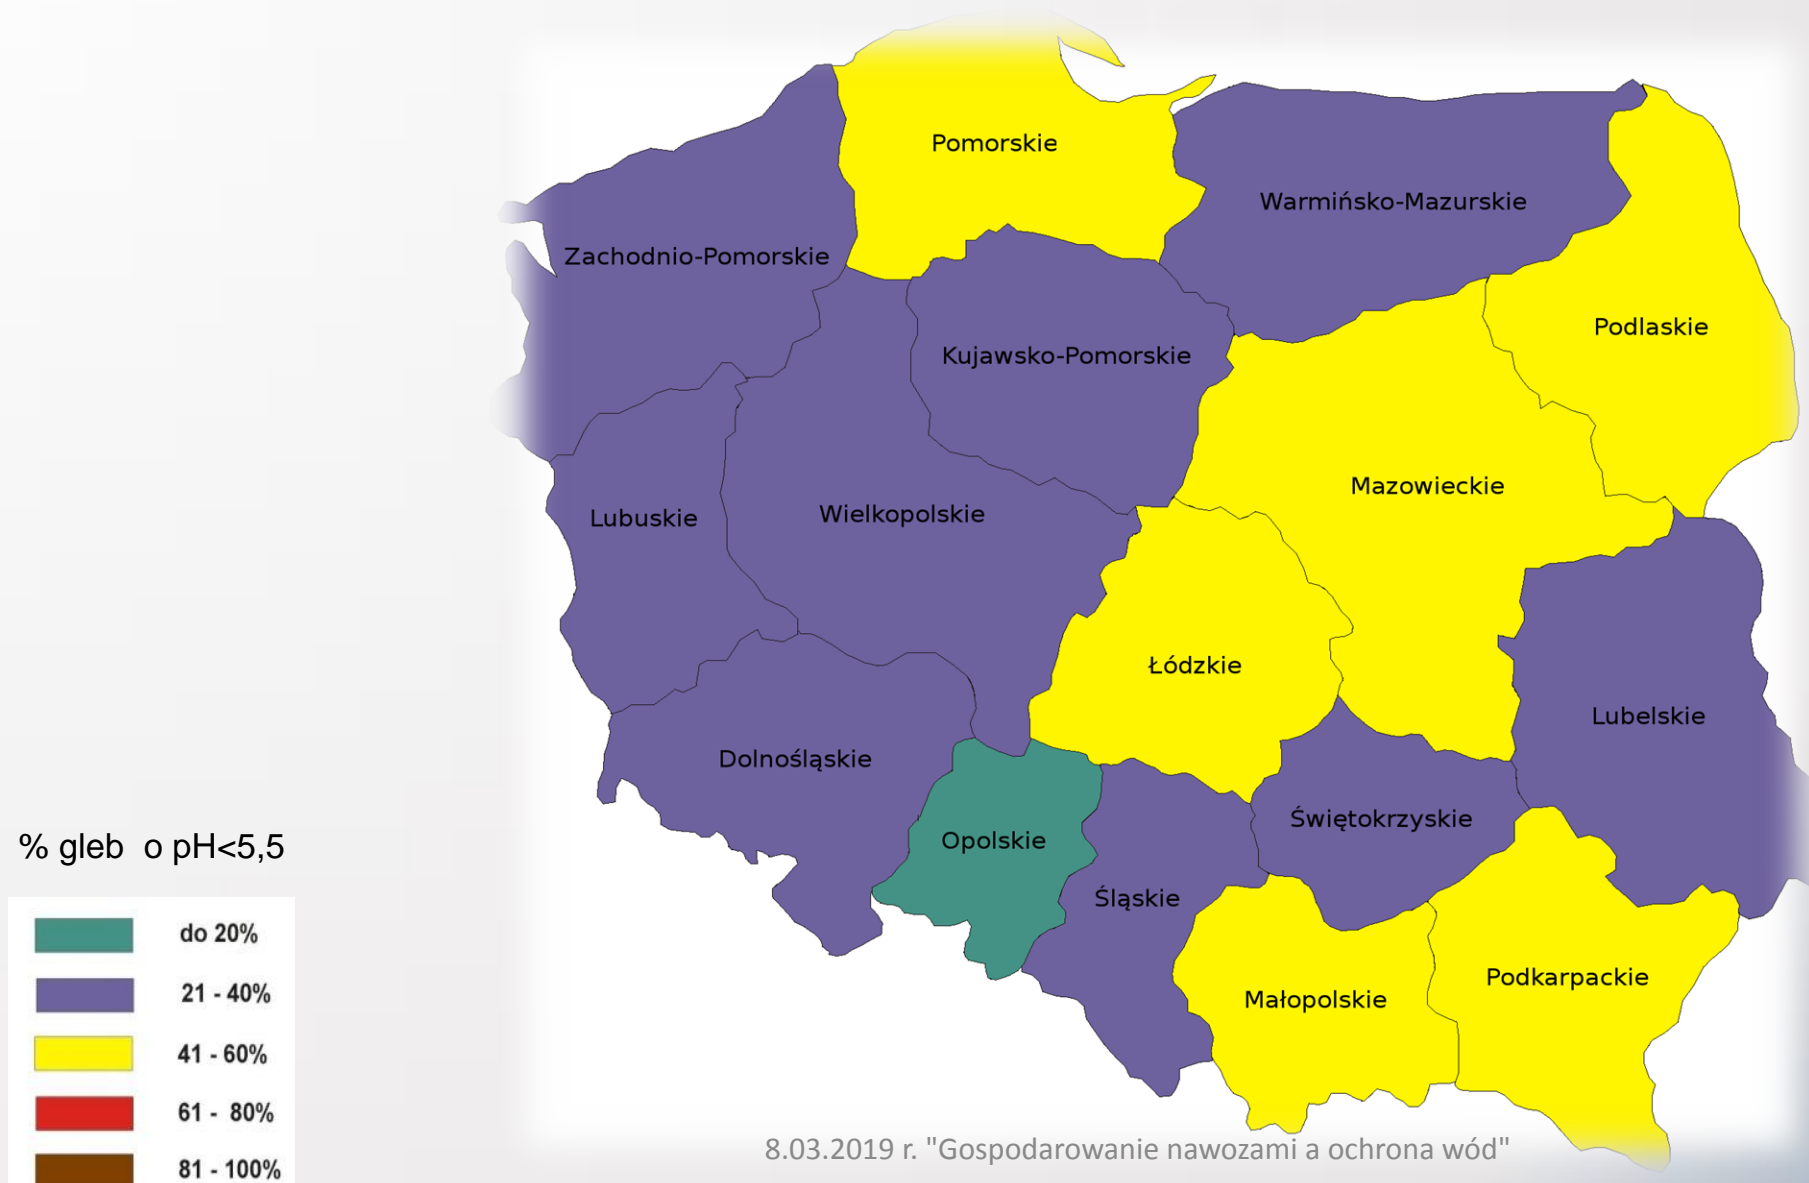 Pomorskie
Warmińsko-Mazurskie
Zachodnio-Pomorskie
Podlaskie
Kujawsko-Pomorskie
Mazowieckie
Wielkopolskie
Lubuskie
Łódzkie
Lubelskie
Dolnośląskie
Świętokrzyskie
Opolskie
Śląskie
Podkarpackie
Małopolskie
% gleb o pH<5,5
do 20%
21 - 40%
41 - 60%
61 - 80%
81 - 100%
8.03.2019 r. "Gospodarowanie nawozami a ochrona wód"